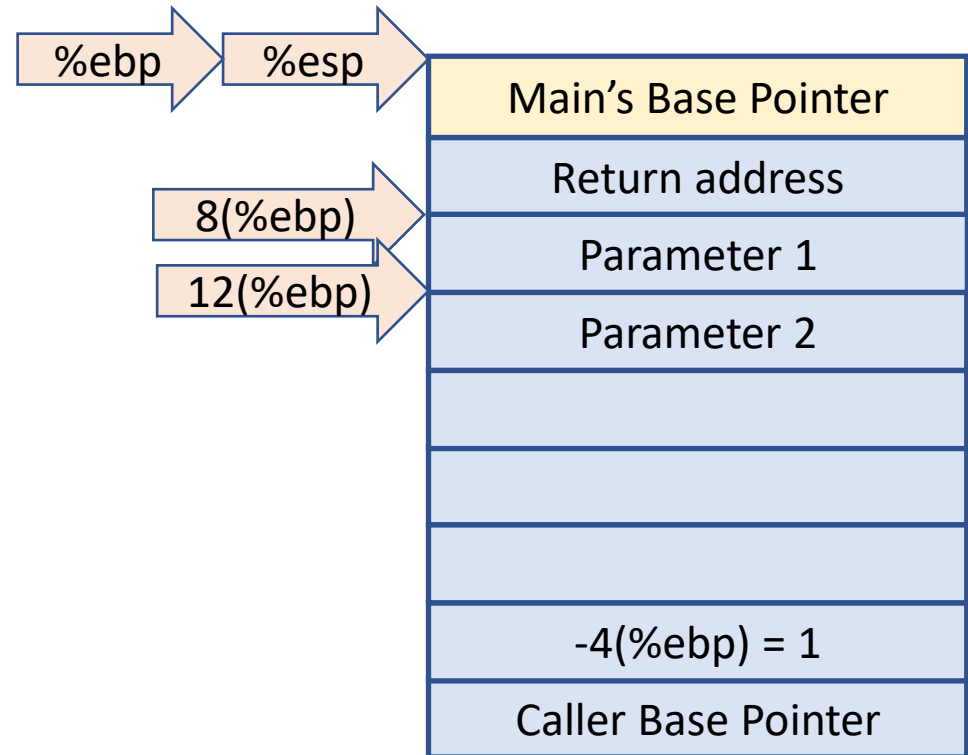 %ebp
%esp
Main’s Base Pointer
Return address
8(%ebp)
Parameter 1
12(%ebp)
Parameter 2
-4(%ebp) = 1
Caller Base Pointer